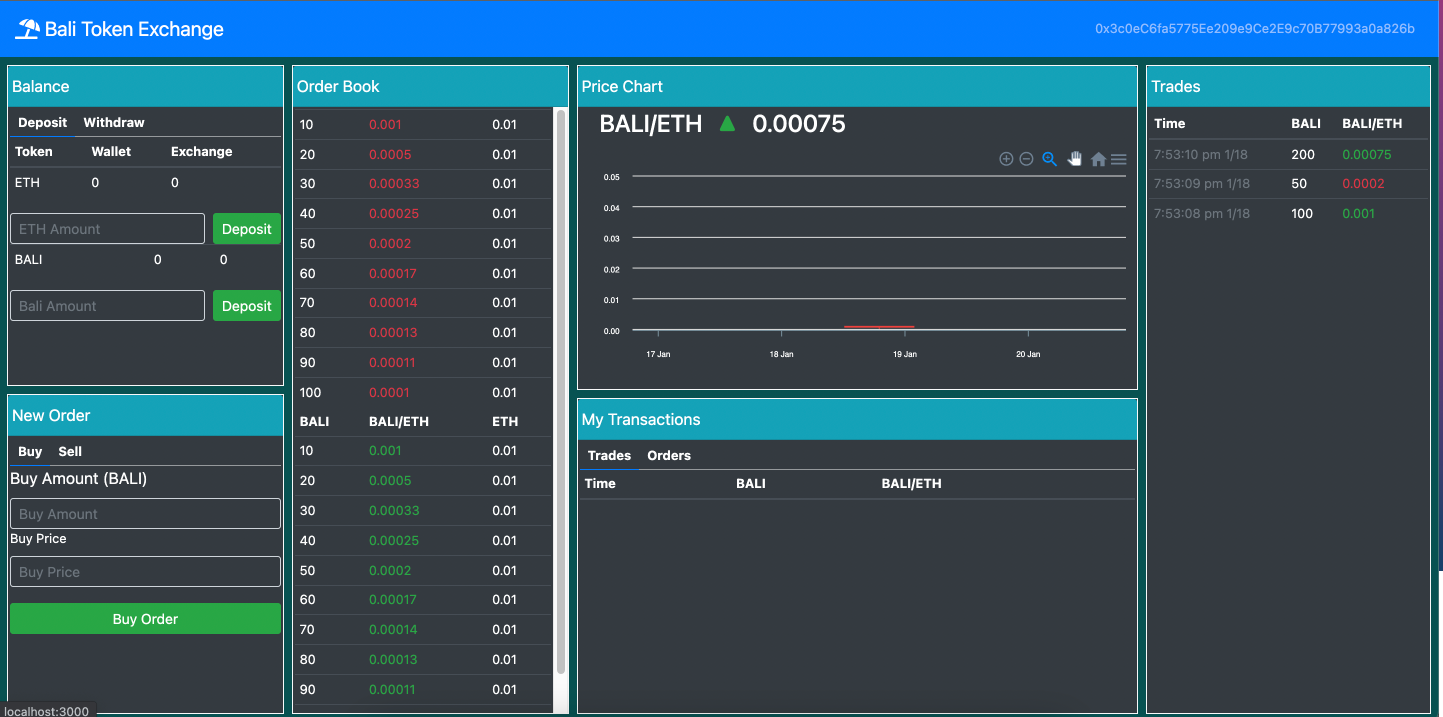 Bali Token Exchange
0x3c0eC6fa5775Ee209e9Ce2E9c70B77993a0a826b
Balance
Deposit Withdraw
Token Wallet Exchange
ETH 0 0
ETH Amount Deposit
BALI 0 0
Bali Amount Deposit
New Order
Buy Sell
Buy Amount (BALI)
Buy Amount
Buy Price
Buy Price
Buy Order
Order Book
10 0.001 0.01
20 0.0005 0.01
30 0.00033 0.01
40 0.00025 0.01
50 0.0002 0.01
60 0.00017 0.01
70 0.00014 0.01
80 0.00013 0.01
90 0.00011 0.01
100 0.0001 0.01
BALI BALI/ETH ETH
10 0.001 0.01
20 0.0005 0.01
30 0.00033 0.01
40 0.00025 0.01
50 0.0002 0.01
60 0.00017 0.01
70 0.00014 0.01
80 0.00013 0.01
90 0.00011 0.01
Price Chart
BALI/ETH ▲ 0.00075
0.05
0.04
0.03
0.02
0.01
0.00
17 Jan 18 Jan 19 Jan 20 Jan
My Transactions
Trades Orders
Time BALI BALI/ETH
Trades
Time BALI BALI/ETH
7:53:10 pm 1/18 200 0.00075
7:53:09 pm 1/18 50 0.0002
7:53:08 pm 1/18 100 0.001
localhost:3000